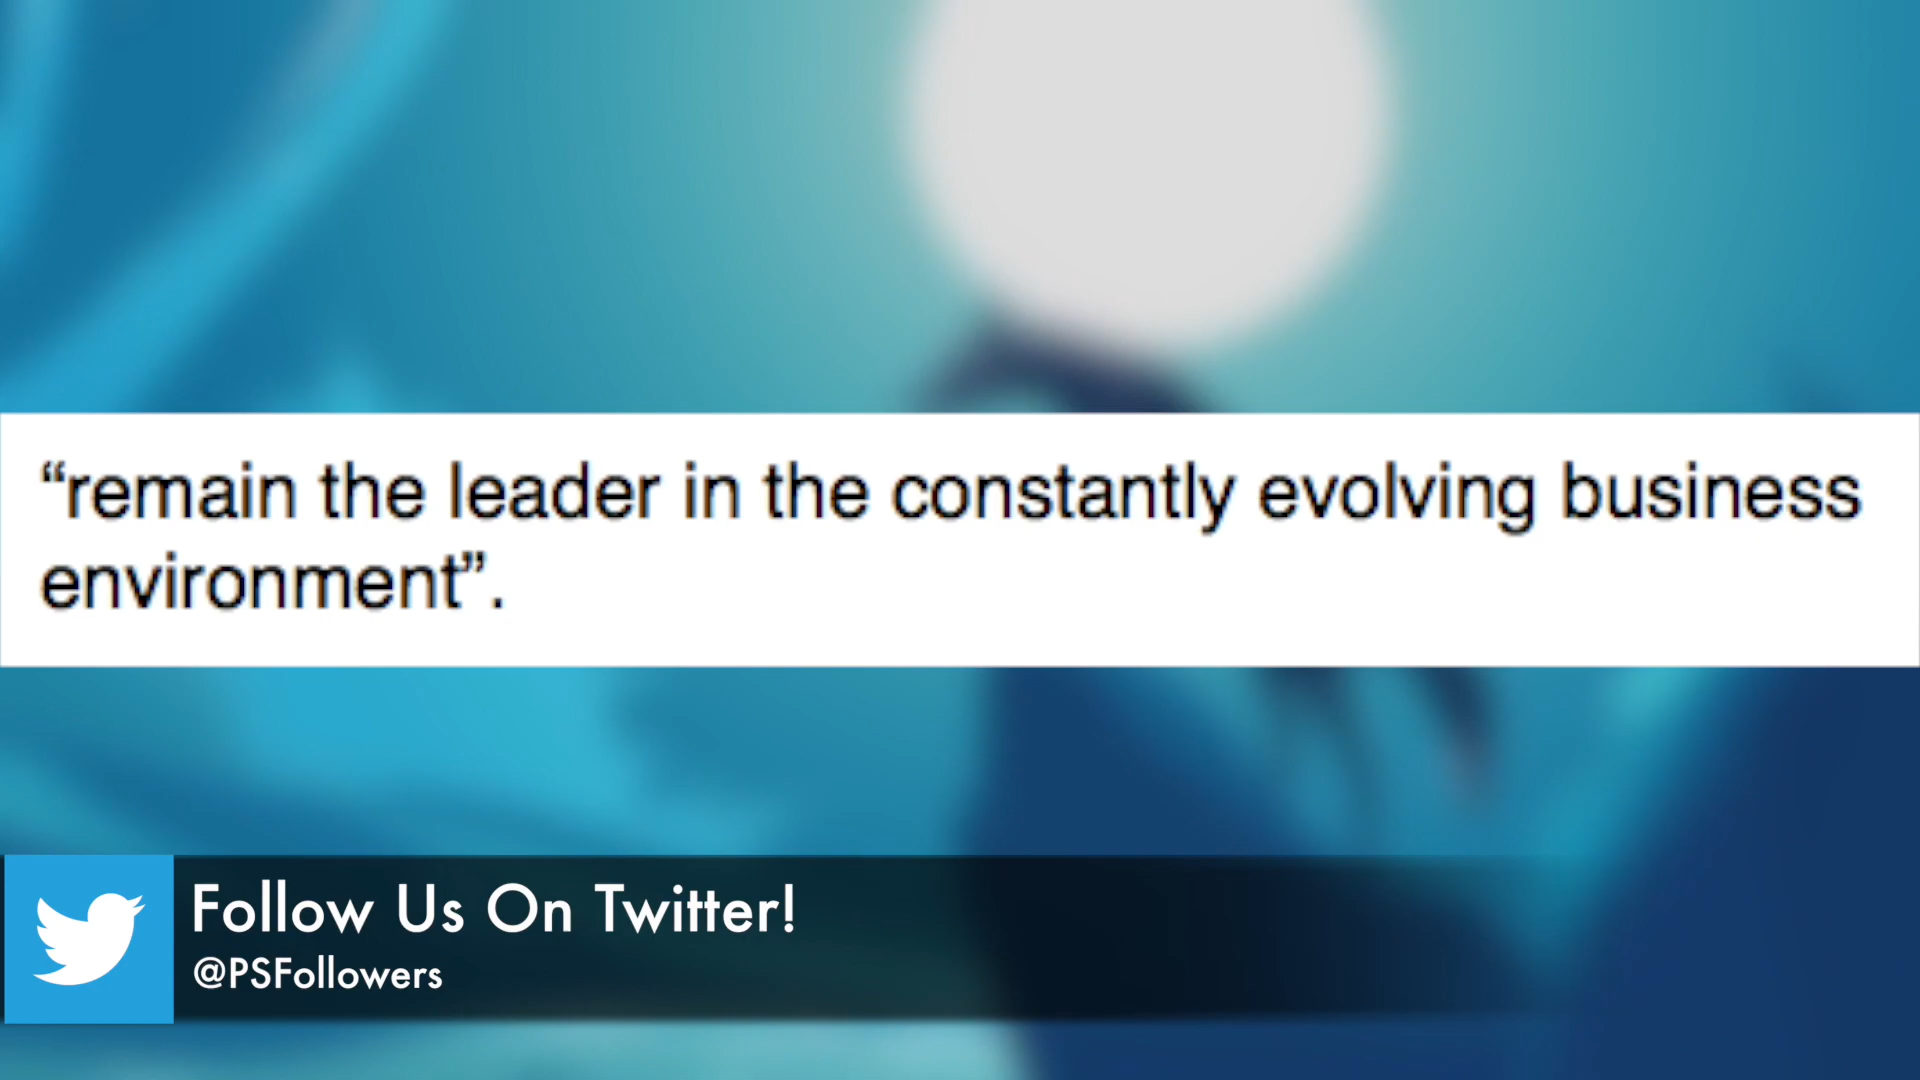 “remain the leader in the constantly evolving business
environment”.
Follow Us On Twitter!
@PSFollowers